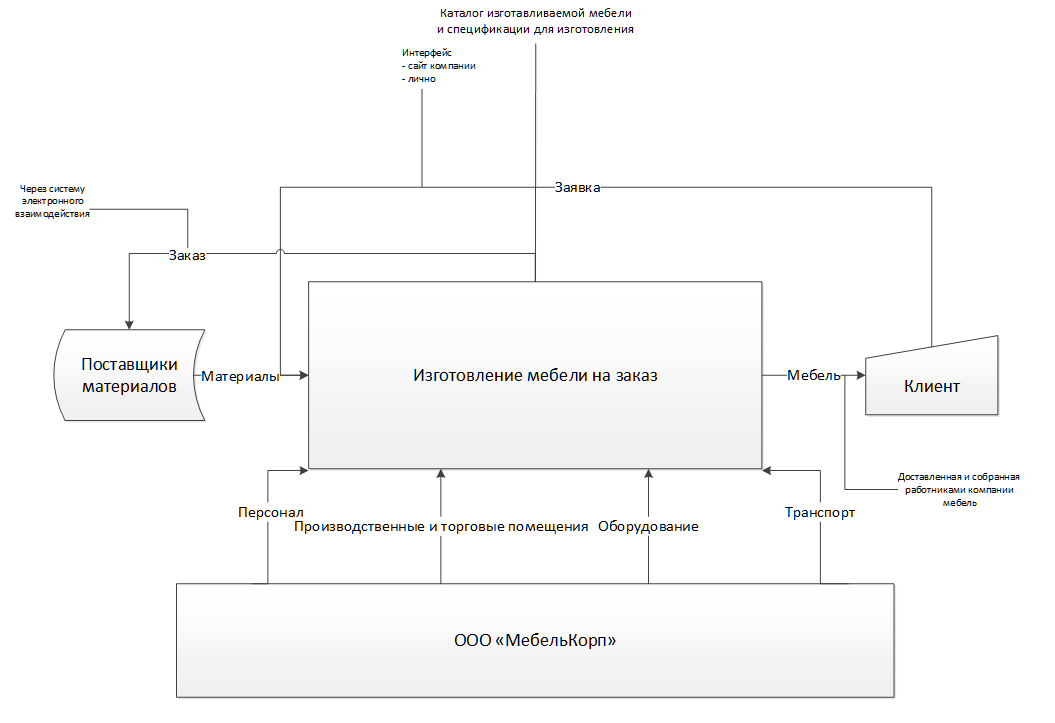 Каталог изготавливаемой мебели
и спецификации для изготовления
Интерфейс
- сайт компании
- лично
Через систему
электронного
взаимодействия
Заявка
Заказ
Поставщики
материалов
Материалы
Изготовление мебели на заказ
Мебель
Клиент
Доставленная и собранная
работниками компании
мебель
Персонал
Производственные и торговые помещения
Оборудование
Транспорт
ООО «МебельКорп»